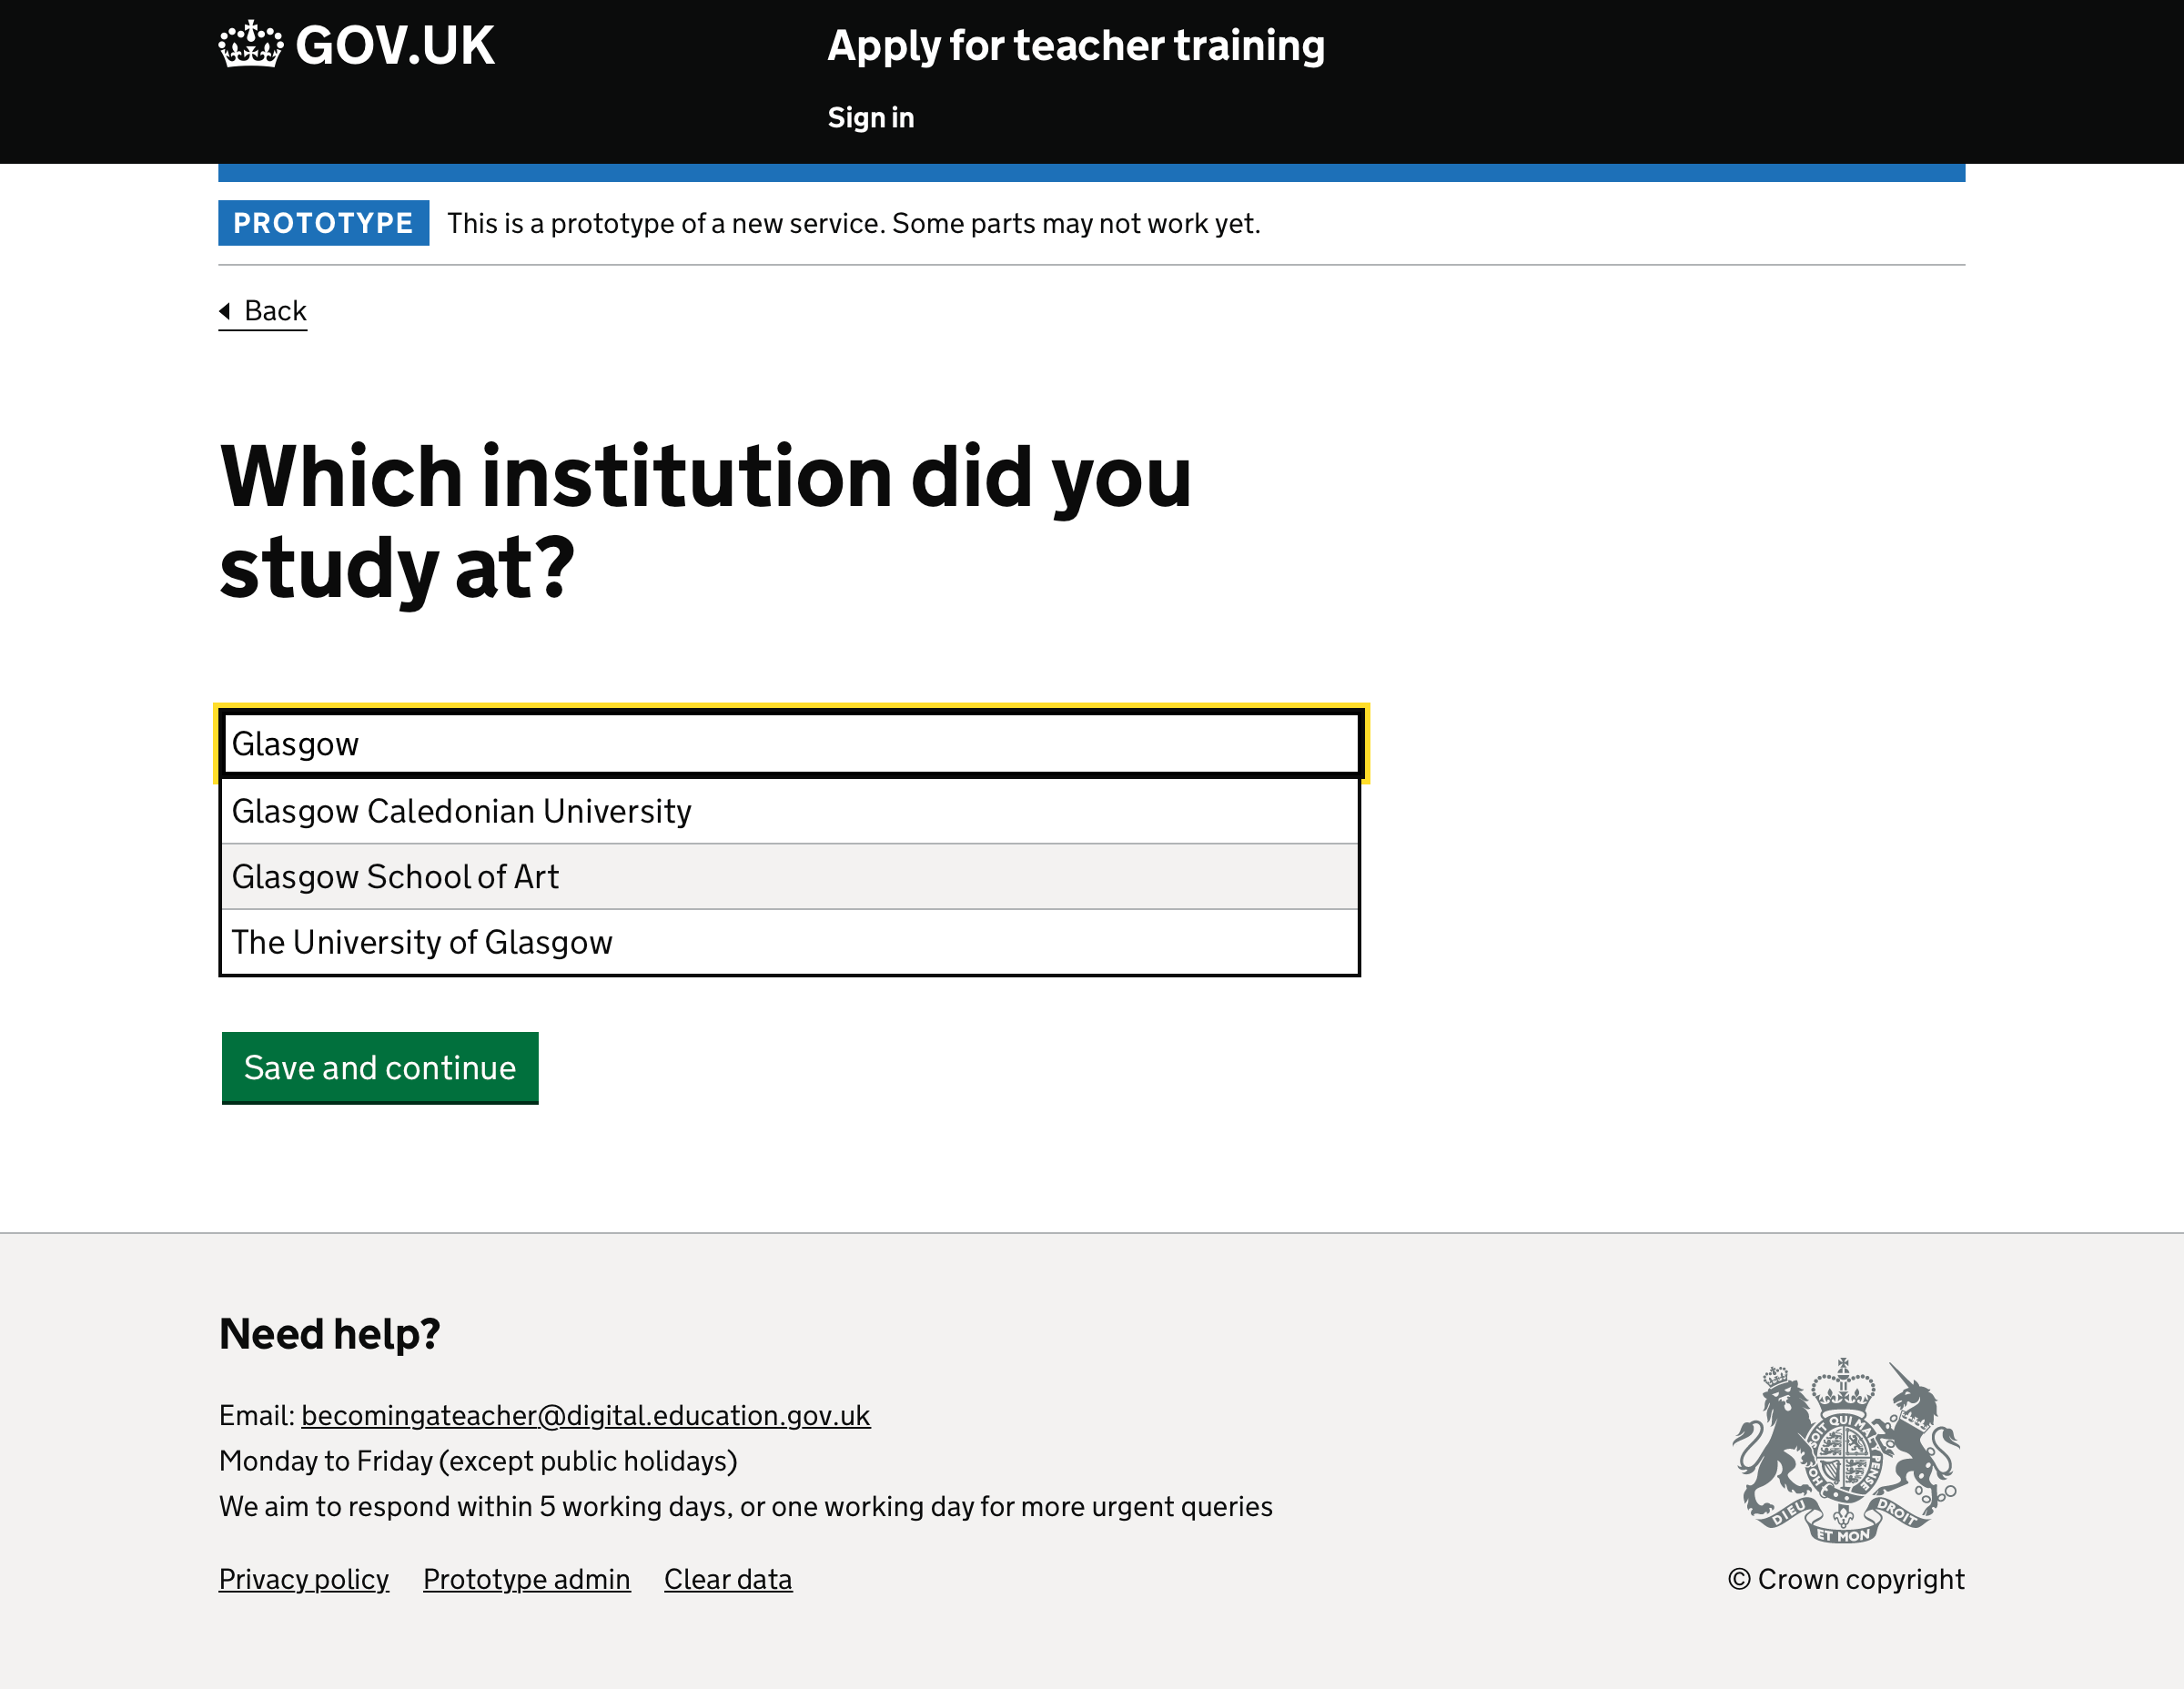 GOV.UK
Apply for teacher training
Sign in
PROTOTYPE This is a prototype of a new service. Some parts may not work yet.
Back
Which institution did you
study at?
Glasgow
Glasgow Caledonian University
Glasgow School of Art
The University of Glasgow
Save and continue
Need help?
Email: becomingateacher@digital.education.gov.uk
Monday to Friday (except public holidays)
We aim to respond within 5 working days, or one working day for more urgent queries
Privacy policy Prototype admin Clear data
SOIT QUI MAL PENSE
DIEU ET MON DROIT
© Crown copyright